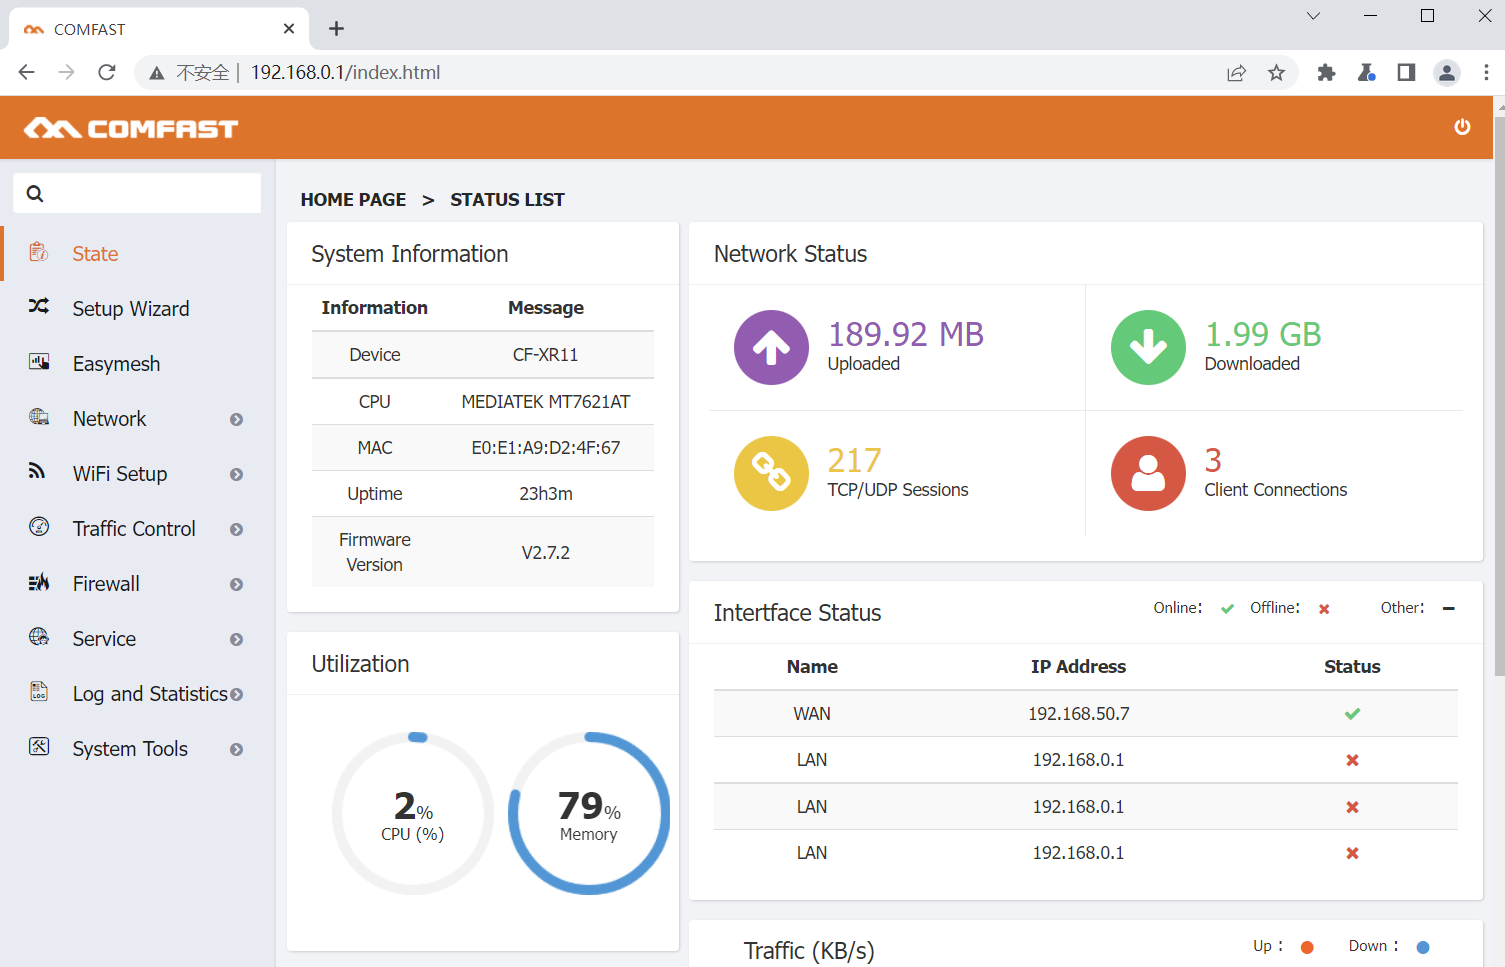 COMFAST
不安全 192.168.0.1/index.html
COMFAST
HOME PAGE > STATUS LIST
State
Setup Wizard
Easymesh
Network
WiFi Setup
Traffic Control
Firewall
Service
LOG
Log and Statistics
System Tools
System Information
Information Message
Device CF-XR11
CPU MEDIATEK MT7621AT
MAC E0:E1:A9:D2:4F:67
Uptime 23h3m
Firmware
Version V2.7.2
Utilization
2%
CPU (%)
79%
Memory
Network Status
189.92 MB
Uploaded
1.99 GB
Downloaded
217
TCP/UDP Sessions
3
Client Connections
Intertface Status
Online: Offline: Other:
Name IP Address Status
WAN 192.168.50.7
LAN 192.168.0.1
LAN 192.168.0.1
LAN 192.168.0.1
Traffic (KB/s)
Up : Down :